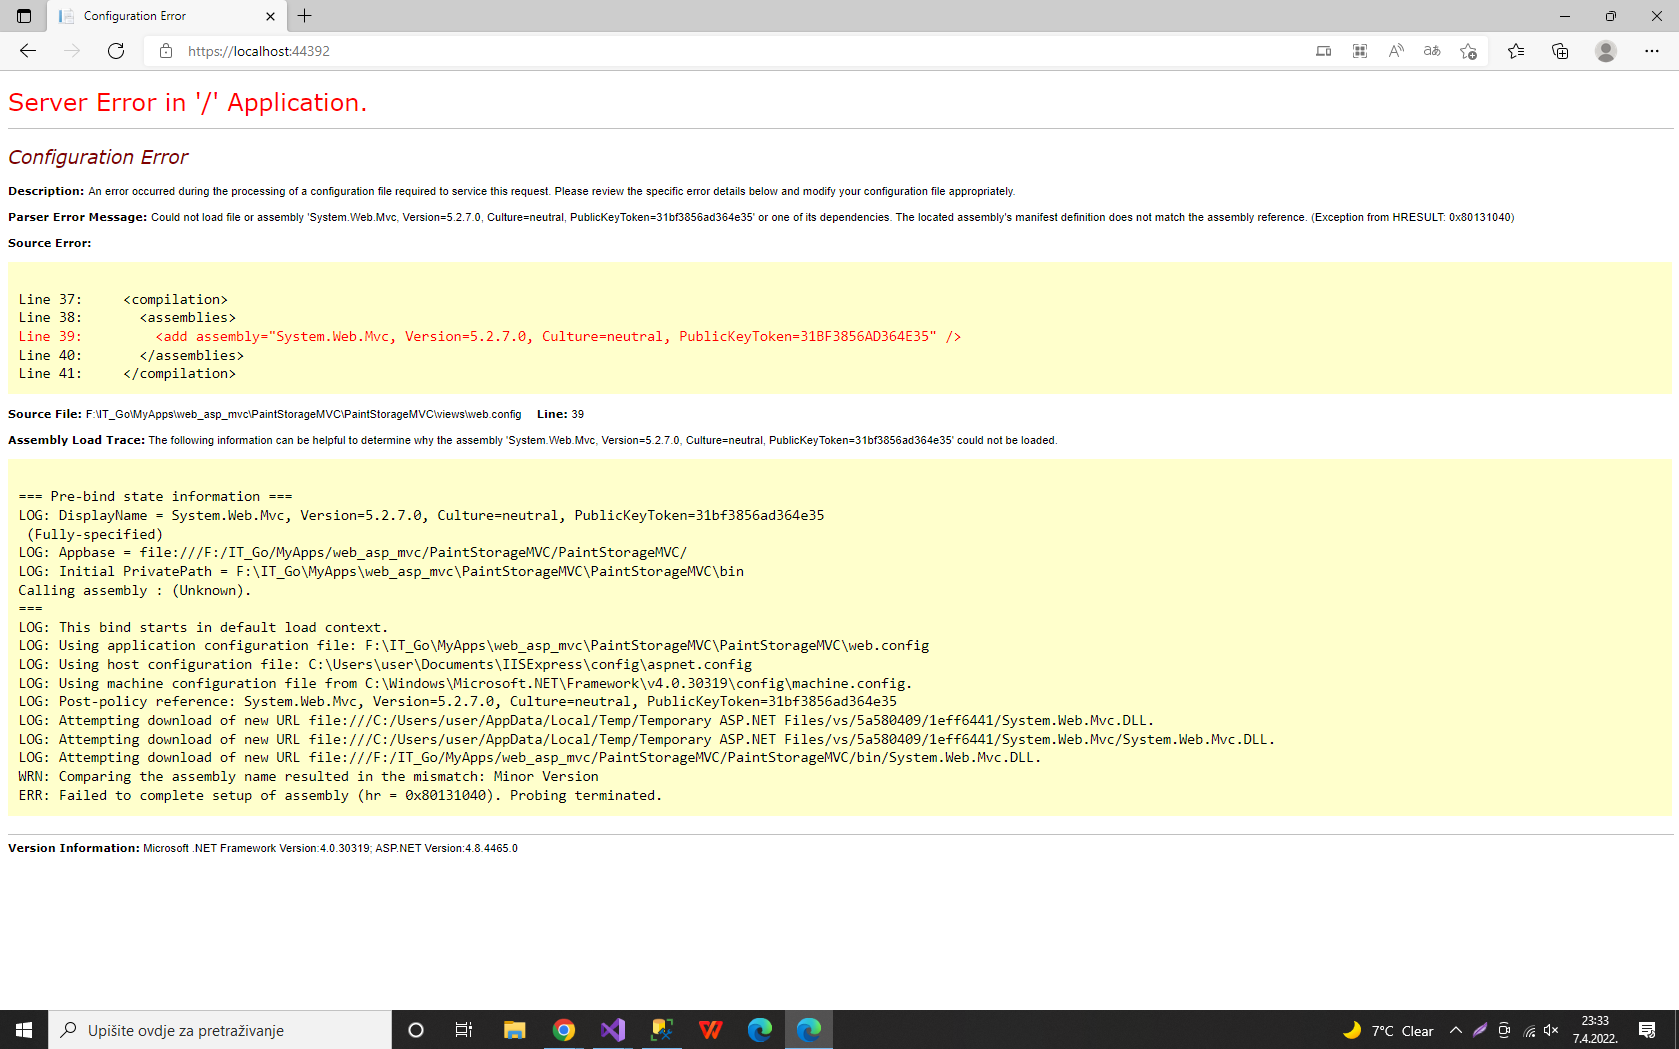 Configuration Error
https://localhost:44392
Server Error in '/' Application.
Configuration Error
Description: An error occurred during the processing of a configuration file required to service this request. Please review the specific error details below and modify your configuration file appropriately.
Parser Error Message: Could not load file or assembly 'System.Web.Mvc, Version=5.2.7.0, Culture=neutral, PublicKeyToken=31bf3856ad364e35' or one of its dependencies. The located assembly's manifest definition does not match the assembly reference. (Exception from HRESULT: 0x80131040)
Source Error:
Line 37:     <compilation>
Line 38:       <assemblies>
Line 39:         <add assembly="System.Web.Mvc, Version=5.2.7.0, Culture=neutral, PublicKeyToken=31BF3856AD364E35" />
Line 40:       </assemblies>
Line 41:     </compilation>
Source File: F:\IT_Go\MyApps\web_asp_mvc\PaintStorageMVC\PaintStorageMVC\views\web.config    Line: 39
Assembly Load Trace: The following information can be helpful to determine why the assembly 'System.Web.Mvc, Version=5.2.7.0, Culture=neutral, PublicKeyToken=31bf3856ad364e35' could not be loaded.
=== Pre-bind state information ===
LOG: DisplayName = System.Web.Mvc, Version=5.2.7.0, Culture=neutral, PublicKeyToken=31bf3856ad364e35
(Fully-specified)
LOG: Appbase = file:///F:/IT_Go/MyApps/web_asp_mvc/PaintStorageMVC/PaintStorageMVC/
LOG: Initial PrivatePath = F:\IT_Go\MyApps\web_asp_mvc\PaintStorageMVC\PaintStorageMVC\bin
Calling assembly : (Unknown).
===
LOG: This bind starts in default load context.
LOG: Using application configuration file: F:\IT_Go\MyApps\web_asp_mvc\PaintStorageMVC\PaintStorageMVC\web.config
LOG: Using host configuration file: C:\Users\user\Documents\IISExpress\config\aspnet.config
LOG: Using machine configuration file from C:\Windows\Microsoft.NET\Framework\v4.0.30319\config\machine.config.
LOG: Post-policy reference: System.Web.Mvc, Version=5.2.7.0, Culture=neutral, PublicKeyToken=31bf3856ad364e35
LOG: Attempting download of new URL file:///C:/Users/user/AppData/Local/Temp/Temporary ASP.NET Files/vs/5a580409/1eff6441/System.Web.Mvc.DLL.
LOG: Attempting download of new URL file:///C:/Users/user/AppData/Local/Temp/Temporary ASP.NET Files/vs/5a580409/1eff6441/System.Web.Mvc/System.Web.Mvc.DLL.
LOG: Attempting download of new URL file:///F:/IT_Go/MyApps/web_asp_mvc/PaintStorageMVC/PaintStorageMVC/bin/System.Web.Mvc.DLL.
WRN: Comparing the assembly name resulted in the mismatch: Minor Version
ERR: Failed to complete setup of assembly (hr = 0x80131040). Probing terminated.
Version Information: Microsoft .NET Framework Version:4.0.30319; ASP.NET Version:4.8.4465.0
Upišite ovdje za pretraživanje
7°C Clear
23:33
7.4.2022.